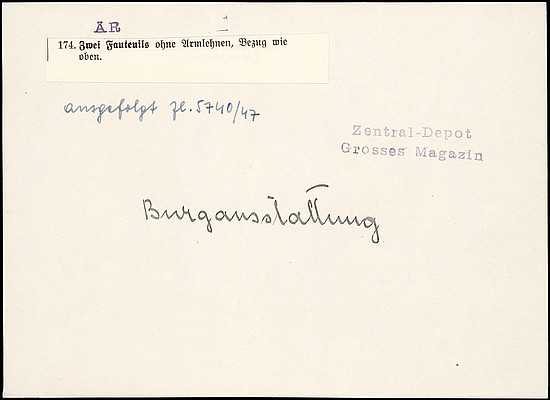 ÄR
174. Zwei Fauteuils ohne Armlehnen, Bezug wie
oben.
ausgefolgt Zl. 5740/47
Zentral-Depot
Grosses Magazin
Burgausstattung